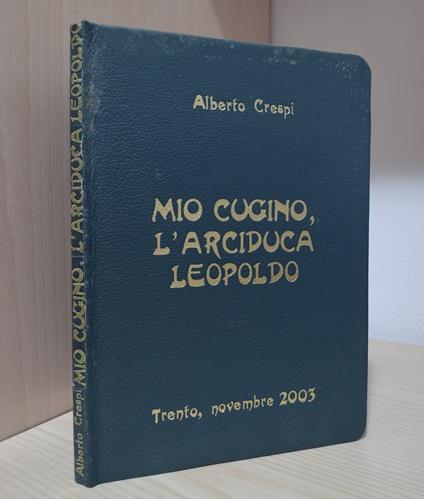 Alberto Crespi
MIO CUGINO,
L'ARCIDUCA
LEOPOLDO
Trento, novembre 2003
Alberto Crespi MIO CUGINO, L'ARCIDUCA LEOPOLDO